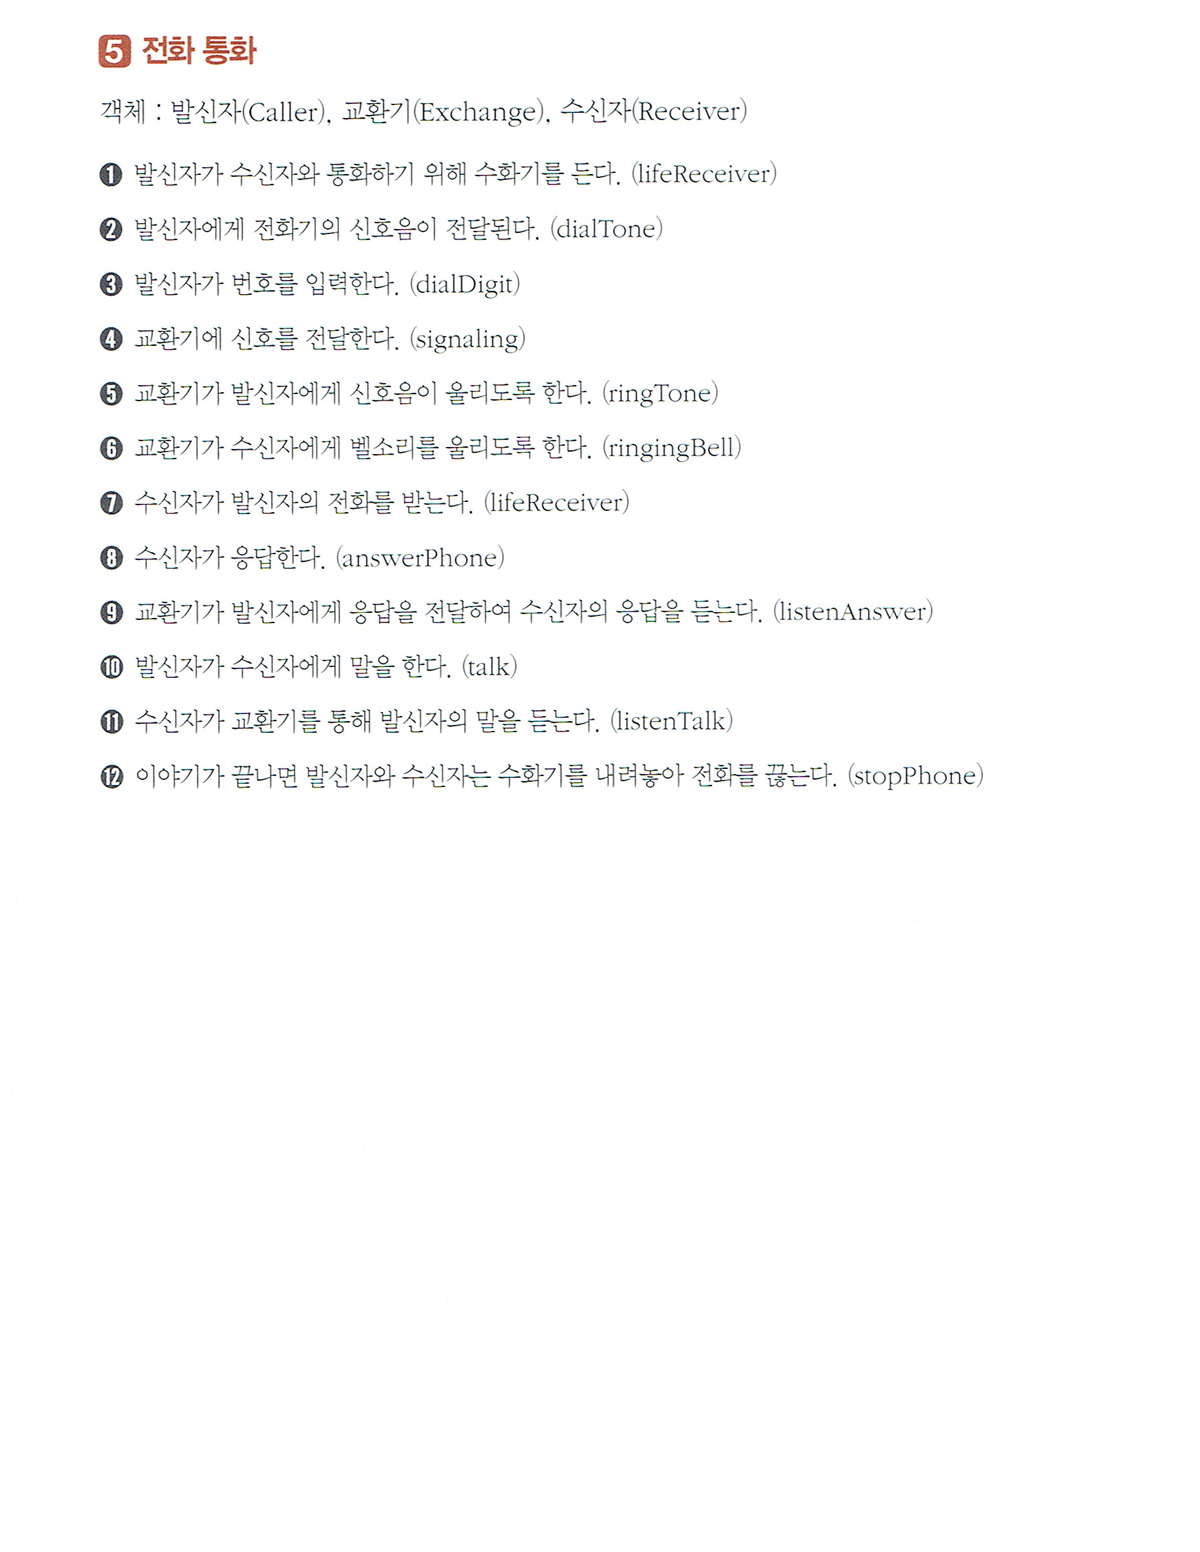 5 전화 통화
객체 : 발신자(Caller), 교환기(Exchange), 수신자(Receiver)
❶ 발신자가 수신자와 통화하기 위해 수화기를 든다. (lifeReceiver)
❷ 발신자에게 전화기의 신호음이 전달된다. (dialTone)
❸ 발신자가 번호를 입력한다. (dialDigit)
❹ 교환기에 신호를 전달한다. (signaling)
❺ 교환기가 발신자에게 신호음이 울리도록 한다. (ringTone)
❻ 교환기가 수신자에게 벨소리를 울리도록 한다. (ringingBell)
❼ 수신자가 발신자의 전화를 받는다. (lifeReceiver)
❽ 수신자가 응답한다. (answerPhone)
❾ 교환기가 발신자에게 응답을 전달하여 수신자의 응답을 듣는다. (listenAnswer)
❿ 발신자가 수신자에게 말을 한다. (talk)
⓫ 수신자가 교환기를 통해 발신자의 말을 듣는다. (listenTalk)
⓬ 이야기가 끝나면 발신자와 수신자는 수화기를 내려놓아 전화를 끊는다. (stopPhone)